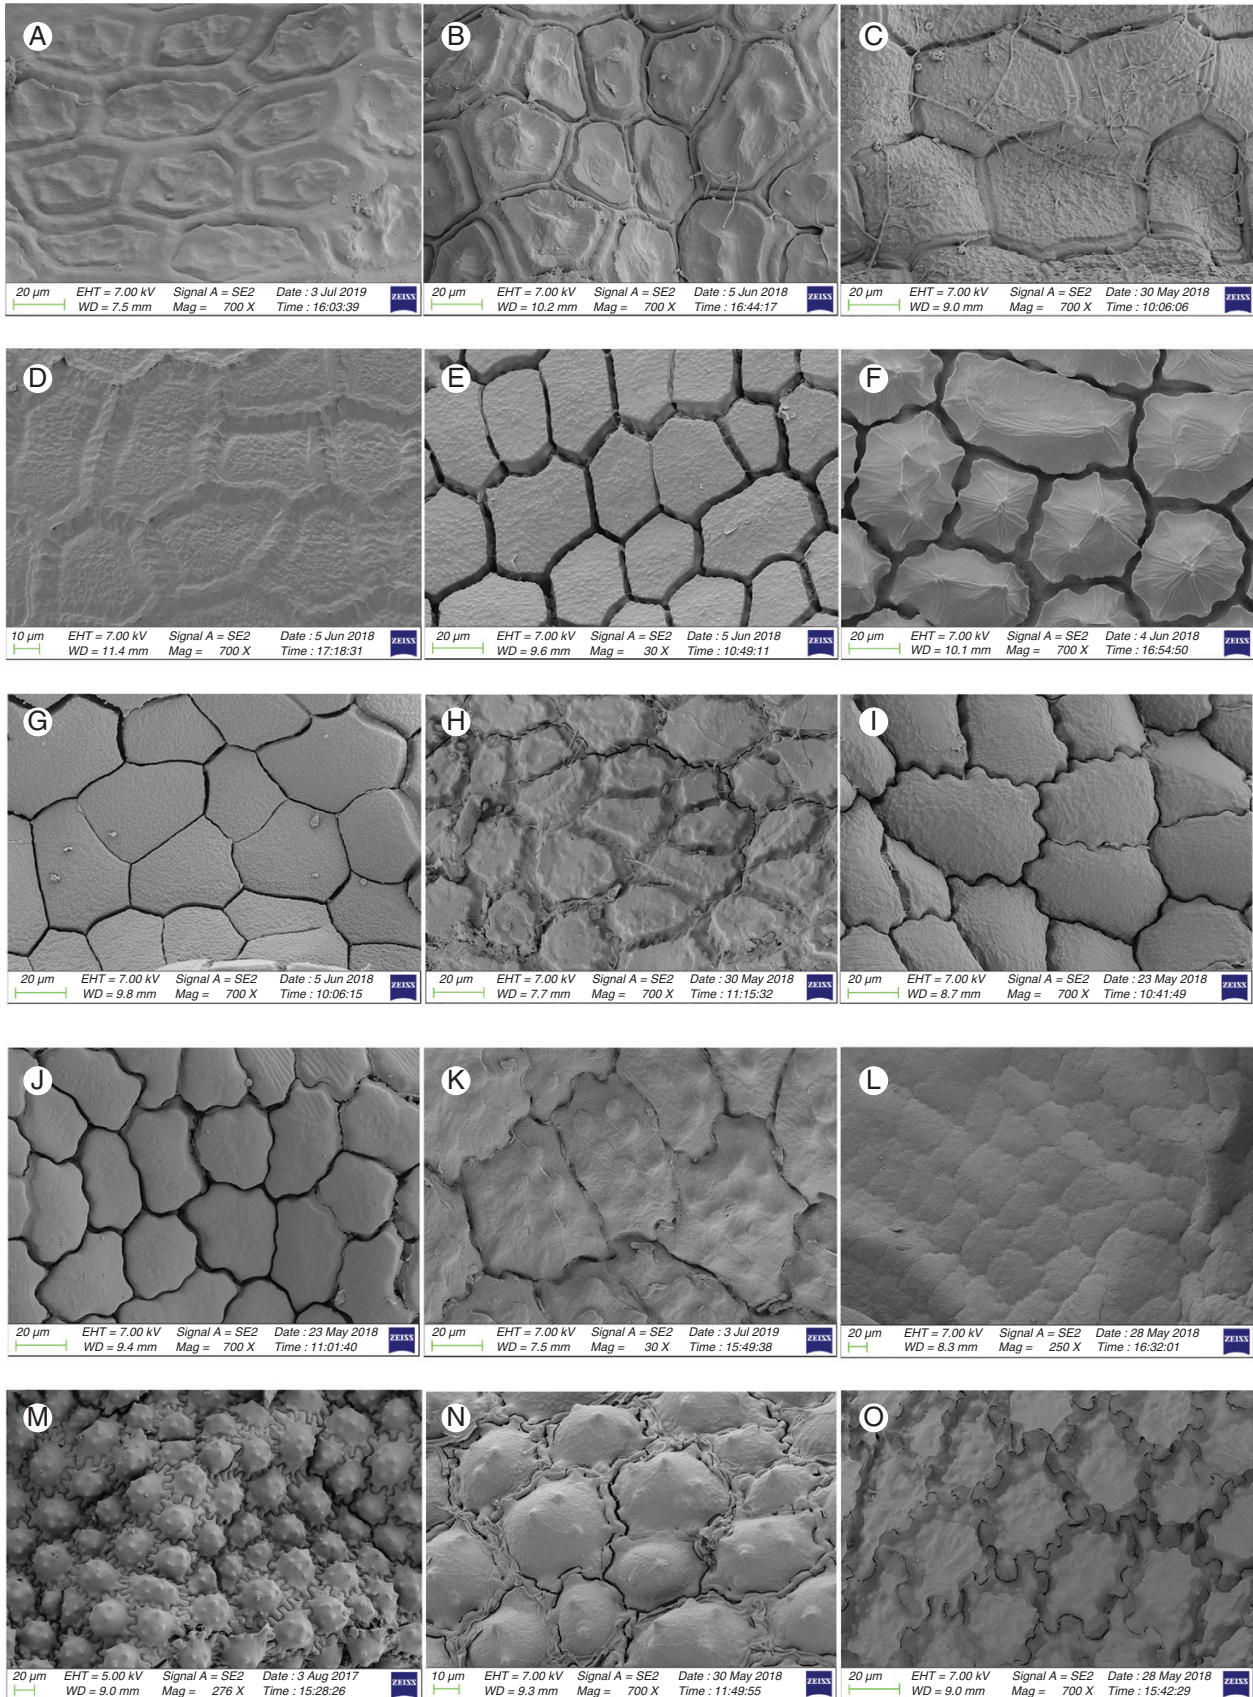 A
B
C
20 µm EHT = 7.00 kV Signal A = SE2 Date : 3 Jul 2019 ZEISS
WD = 7.5 mm Mag = 700 X Time : 16:03:39
20 µm EHT = 7.00 kV Signal A = SE2 Date : 5 Jun 2018 ZEISS
WD = 10.2 mm Mag = 700 X Time : 16:44:17
20 µm EHT = 7.00 kV Signal A = SE2 Date : 30 May 2018 ZEISS
WD = 9.0 mm Mag = 700 X Time : 10:06:06
D
E
F
10 µm EHT = 7.00 kV Signal A = SE2 Date : 5 Jun 2018 ZEISS
WD = 11.4 mm Mag = 700 X Time : 17:18:31
20 µm EHT = 7.00 kV Signal A = SE2 Date : 5 Jun 2018 ZEISS
WD = 9.6 mm Mag = 30 X Time : 10:49:11
20 µm EHT = 7.00 kV Signal A = SE2 Date : 4 Jun 2018 ZEISS
WD = 10.1 mm Mag = 700 X Time : 16:54:50
G
H
I
20 µm EHT = 7.00 kV Signal A = SE2 Date : 5 Jun 2018 ZEISS
WD = 9.8 mm Mag = 700 X Time : 10:06:15
20 µm EHT = 7.00 kV Signal A = SE2 Date : 30 May 2018 ZEISS
WD = 7.7 mm Mag = 700 X Time : 11:15:32
20 µm EHT = 7.00 kV Signal A = SE2 Date : 23 May 2018 ZEISS
WD = 8.7 mm Mag = 700 X Time : 10:41:49
J
K
L
20 µm EHT = 7.00 kV Signal A = SE2 Date : 23 May 2018 ZEISS
WD = 9.4 mm Mag = 700 X Time : 11:01:40
20 µm EHT = 7.00 kV Signal A = SE2 Date : 3 Jul 2019 ZEISS
WD = 7.5 mm Mag = 30 X Time : 15:49:38
20 µm EHT = 7.00 kV Signal A = SE2 Date : 28 May 2018 ZEISS
WD = 8.3 mm Mag = 250 X Time : 16:32:01
M
N
O
20 µm EHT = 5.00 kV Signal A = SE2 Date : 3 Aug 2017 ZEISS
WD = 9.0 mm Mag = 276 X Time : 15:28:26
10 µm EHT = 7.00 kV Signal A = SE2 Date : 30 May 2018 ZEISS
WD = 9.3 mm Mag = 700 X Time : 11:49:55
20 µm EHT = 7.00 kV Signal A = SE2 Date : 28 May 2018 ZEISS
WD = 9.0 mm Mag = 700 X Time : 15:42:29